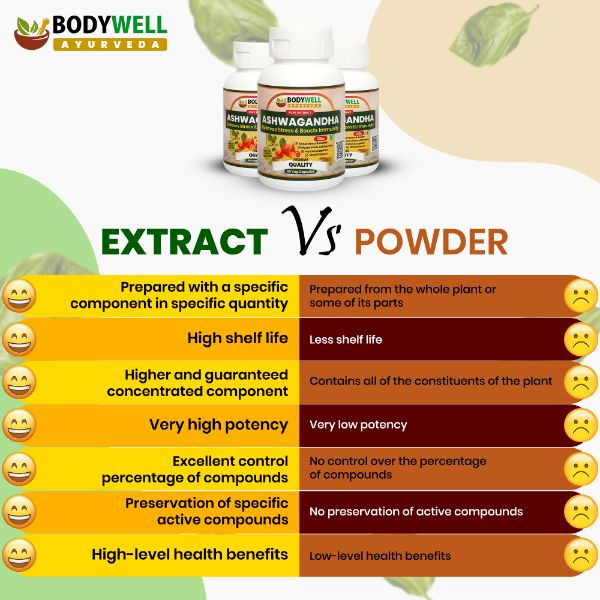 BODYWELL
AYURVEDA
BODYWELL
AYURVEDA
ASHWAGANDHA
Stress & Boosts Immunity
QUALITY
EXTRACT Vs POWDER
Prepared with a specific
component in specific quantity
Prepared from the whole plant or
some of its parts
High shelf life
Less shelf life
Higher and guaranteed
concentrated component
Contains all of the constituents of the plant
Very high potency
Very low potency
Excellent control
percentage of compounds
No control over the percentage
of compounds
Preservation of specific
active compounds
No preservation of active compounds
High-level health benefits
Low-level health benefits